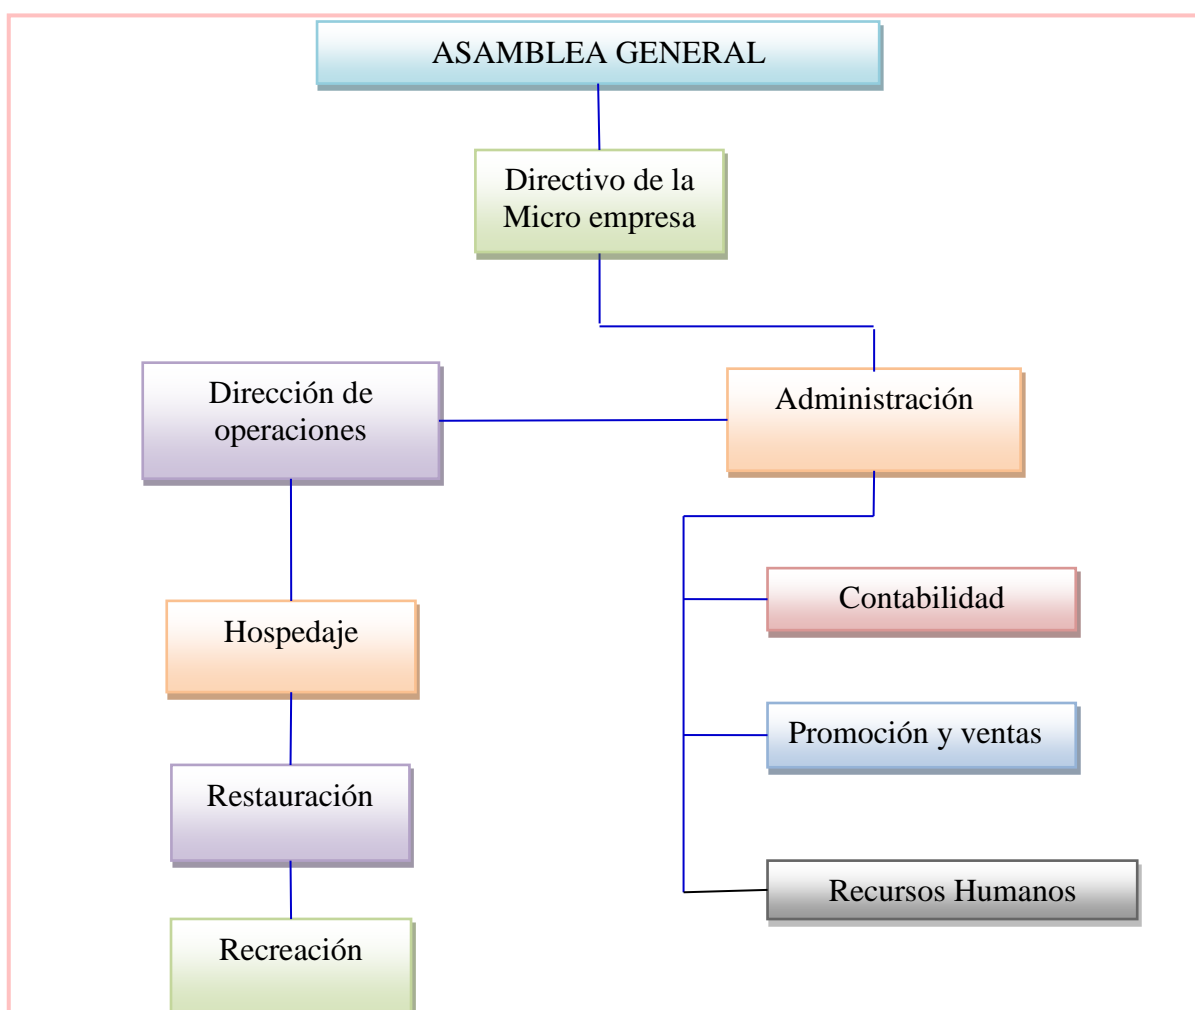 ASAMBLEA GENERAL
Directivo de la
Micro empresa
Dirección de
operaciones
Administración
Contabilidad
Hospedaje
Promoción y ventas
Restauración
Recursos Humanos
Recreación